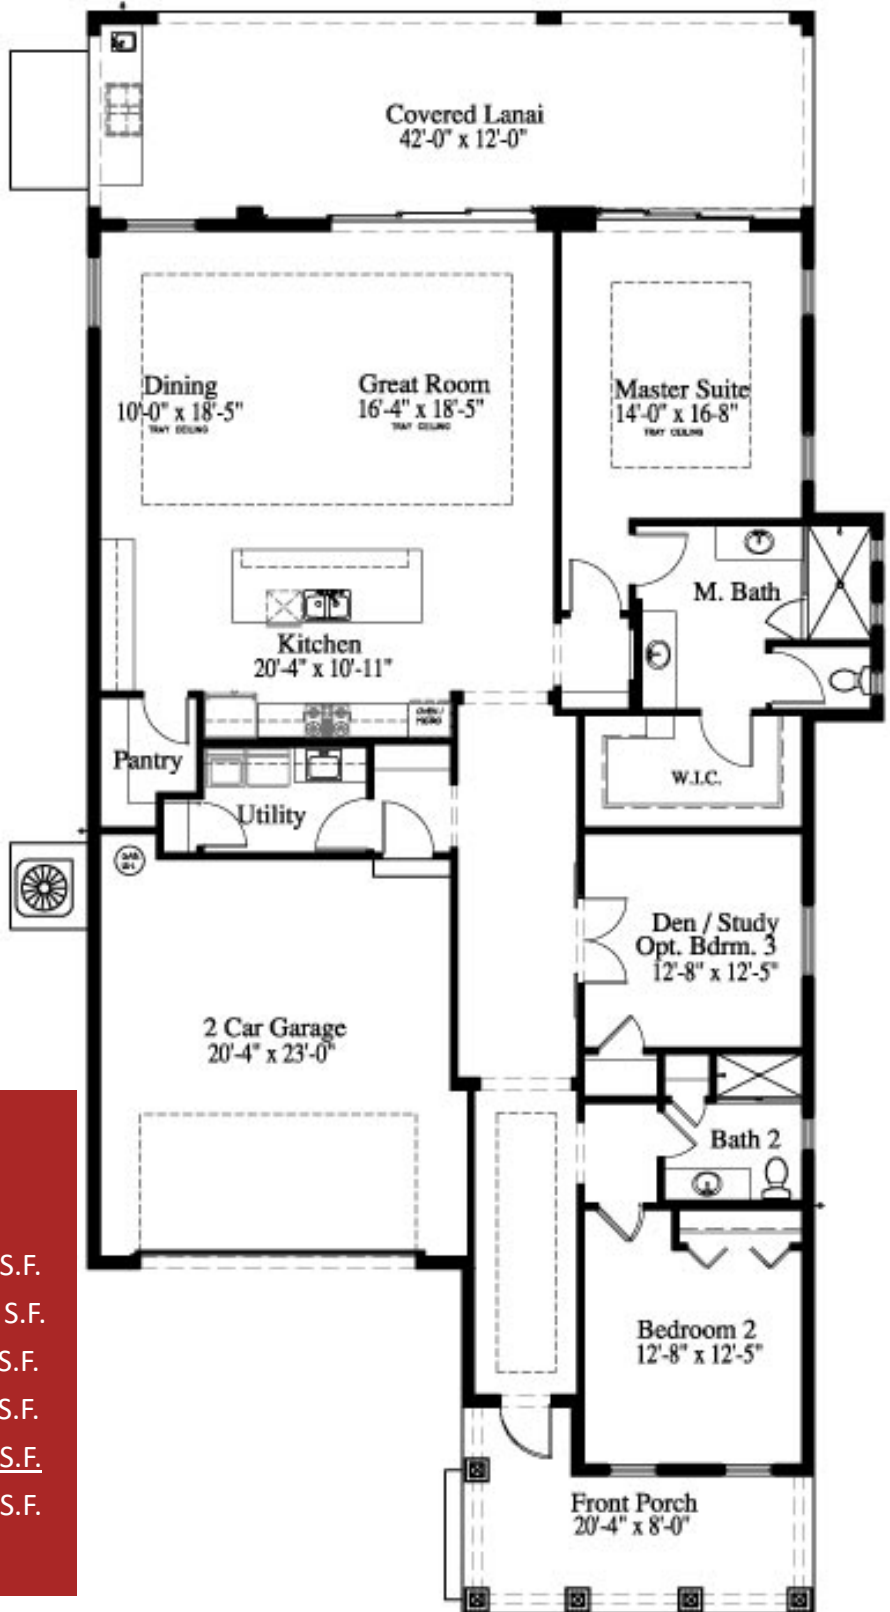 Covered Lanai
42'-0" x 12'-0"
Dining
10'-0" x 18'-5"
TRAY CEILING
Great Room
16'-4" x 18'-5"
TRAY CEILING
Master Suite
14'-0" x 16-8"
TRAY CEILING
M. Bath
Kitchen
20'-4" x 10'-11"
OVEN /
MICRO
Pantry
Utility
W.I.C.
Den / Study
Opt. Bdrm. 3
12'-8" x 12'-5"
2 Car Garage
20'-4" x 23'-0"
Bath 2
S.F.
S.F.
S.F.
S.F.
S.F.
S.F.
Bedroom 2
12'-8" x 12'-5"
Front Porch
20'-4" x 8'-0"